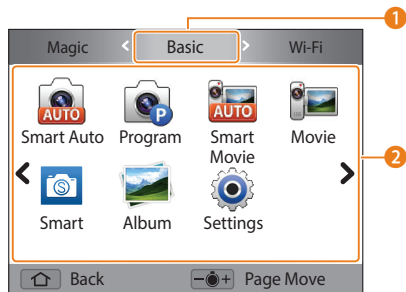 1
Magic < Basic > Wi-Fi
AUTO P AUTO
Smart Auto Program Smart Movie Movie
2
S
Smart Album Settings
Back - + Page Move